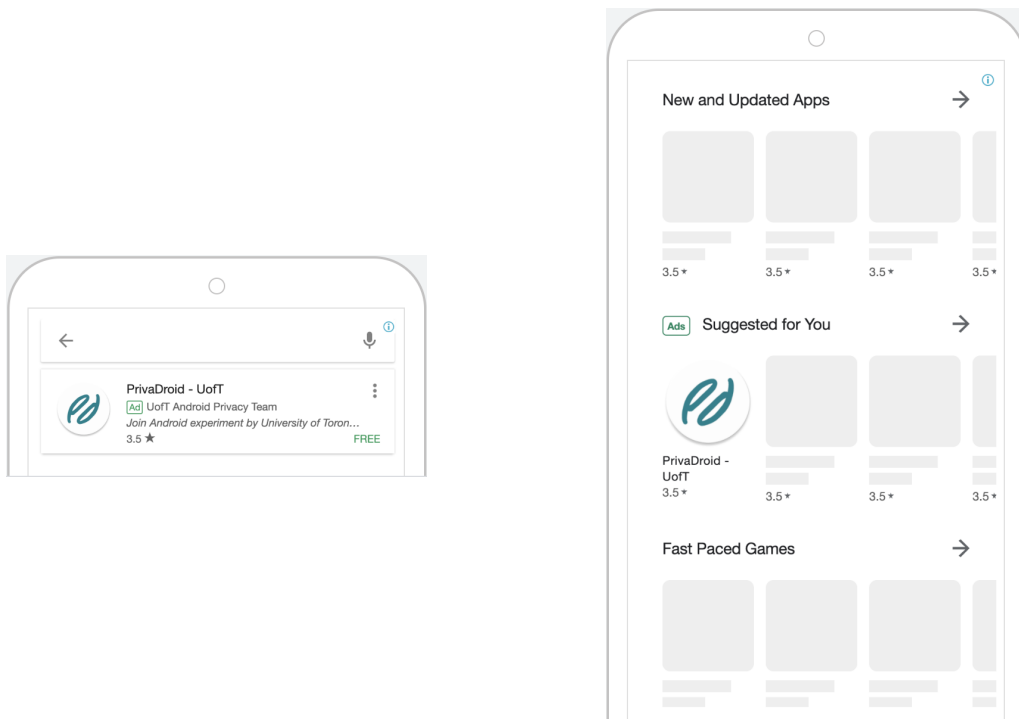 PrivaDroid - UofT
Ad UofT Android Privacy Team
Join Android experiment by University of Toron...
3.5 ★ FREE
New and Updated Apps
3.5 ★ 3.5 ★ 3.5 ★ 3.5 ★
Ads Suggested for You
PrivaDroid -
UofT
3.5 ★ 3.5 ★ 3.5 ★ 3.5 ★
Fast Paced Games